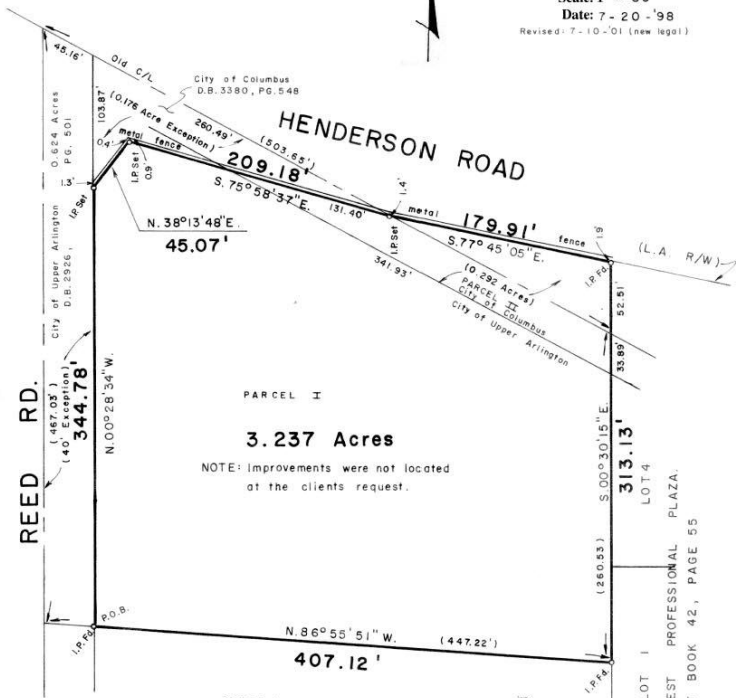 Date: 7 - 20 - '98
Revised: 7-10-'01 (new legal)
45.16'
Old C/L
City of Columbus
D.B. 3380, PG. 548
(0.176 Acre Exception)
260.49'
(503.65')
HENDERSON ROAD
103.87'
0.624 Acres
PG. 501
City of Upper Arlington
D.B. 2926,
0.4'
metal fence
209.18'
S. 75°58'37"E.
131.40'
I.P. Set
0.9'
1.3'
I.P. Set
N. 38°13'48"E.
45.07'
1.4'
metal
179.91'
fence
I.P. Set
S. 77°45'05"E.
1.9'
(L.A. R/W)
I.P. Fd.
341.93'
(0.292 Acres)
PARCEL II
City of Columbus
City of Upper Arlington
52.51'
33.89'
REED RD.
(467.03')
(40' Exception)
344.78'
N.00°28'34"W.
PARCEL I
3.237 Acres
NOTE: Improvements were not located
at the clients request.
S.00°30'15"E.
313.13'
(260.53)
LOT 4
LOT 1
PROFESSIONAL PLAZA.
BOOK 42, PAGE 55
P.O.B.
I.P. Fd.
N.86°55'51"W.
(447.22')
407.12'
I.P. Fd.